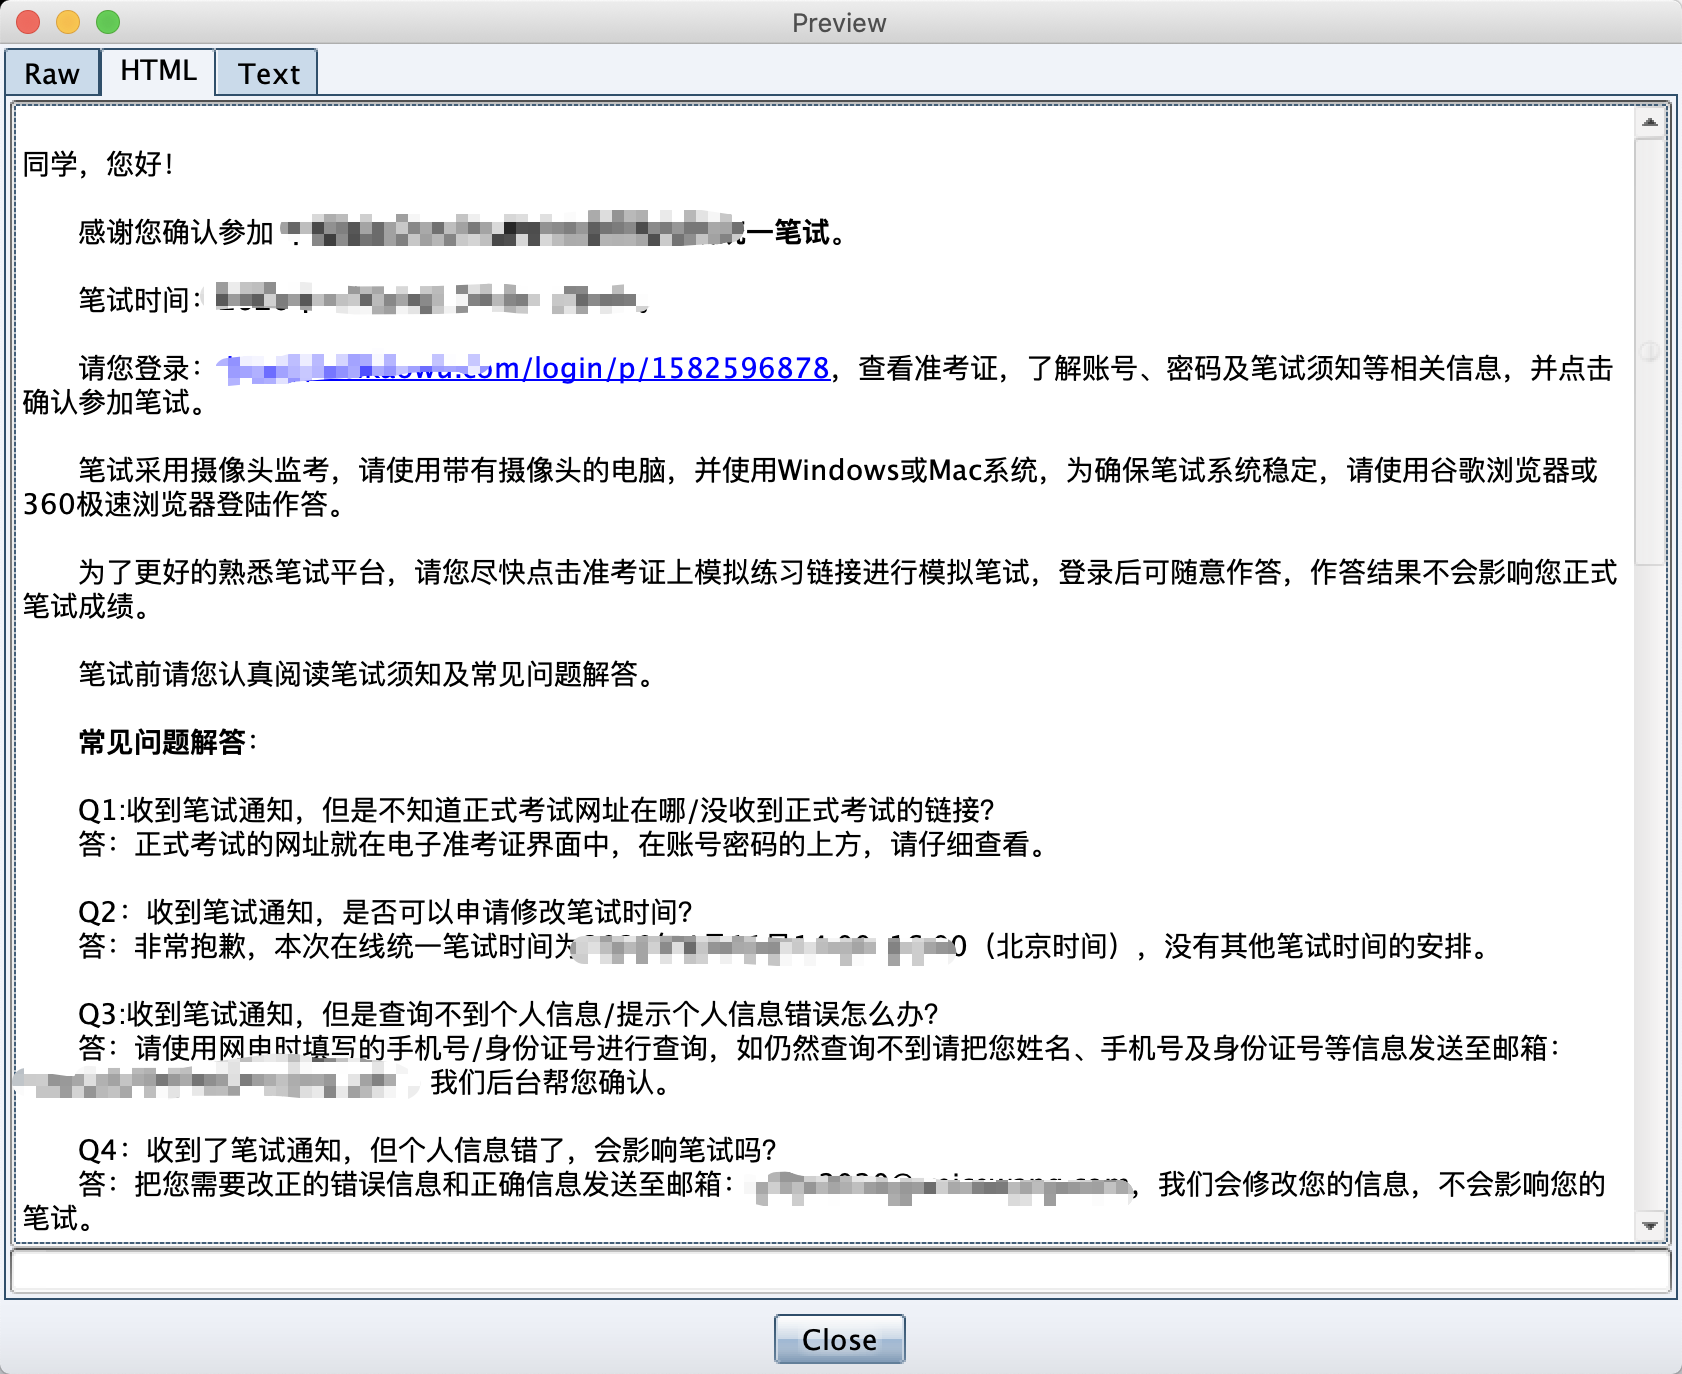 Preview
Raw
HTML
Text
同学，您好！
感谢您确认参加 一笔试。
笔试时间：
请您登录： om/login/p/1582596878，查看准考证，了解账号、密码及笔试须知等相关信息，并点击
确认参加笔试。
笔试采用摄像头监考，请使用带有摄像头的电脑，并使用Windows或Mac系统，为确保笔试系统稳定，请使用谷歌浏览器或
360极速浏览器登陆作答。
为了更好的熟悉笔试平台，请您尽快点击准考证上模拟练习链接进行模拟笔试，登录后可随意作答，作答结果不会影响您正式
笔试成绩。
笔试前请您认真阅读笔试须知及常见问题解答。
常见问题解答：
Q1:收到笔试通知，但是不知道正式考试网址在哪/没收到正式考试的链接？
答：正式考试的网址就在电子准考证界面中，在账号密码的上方，请仔细查看。
Q2：收到笔试通知，是否可以申请修改笔试时间？
答：非常抱歉，本次在线统一笔试时间为 （北京时间），没有其他笔试时间的安排。
Q3:收到笔试通知，但是查询不到个人信息/提示个人信息错误怎么办？
答：请使用网申时填写的手机号/身份证号进行查询，如仍然查询不到请把您姓名、手机号及身份证号等信息发送至邮箱：
我们后台帮您确认。
Q4：收到了笔试通知，但个人信息错了，会影响笔试吗？
答：把您需要改正的错误信息和正确信息发送至邮箱： ，我们会修改您的信息，不会影响您的
笔试。
Close